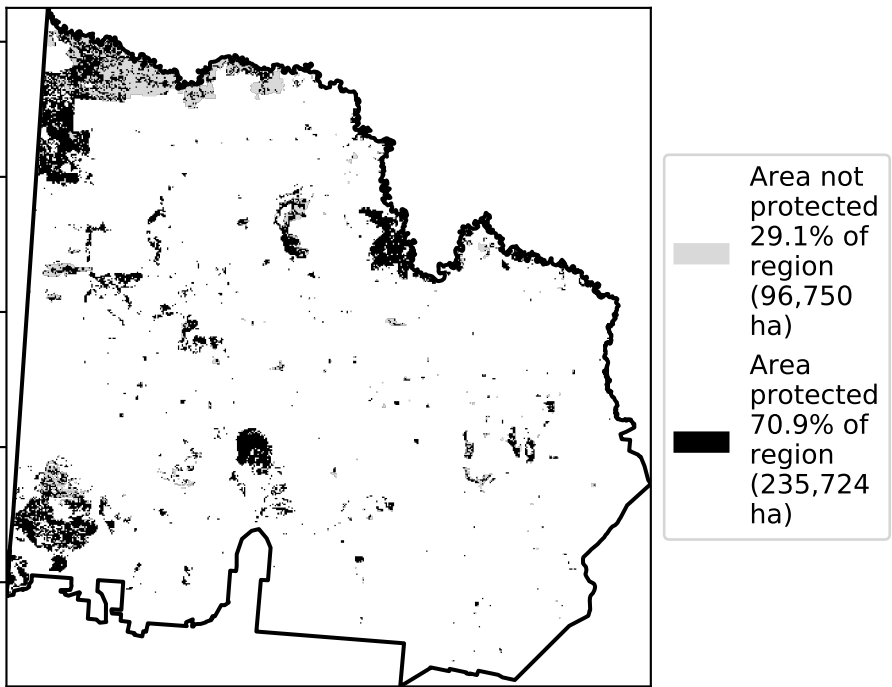 Area not
protected
29.1% of
region
(96,750
ha)
Area
protected
70.9% of
region
(235,724
ha)